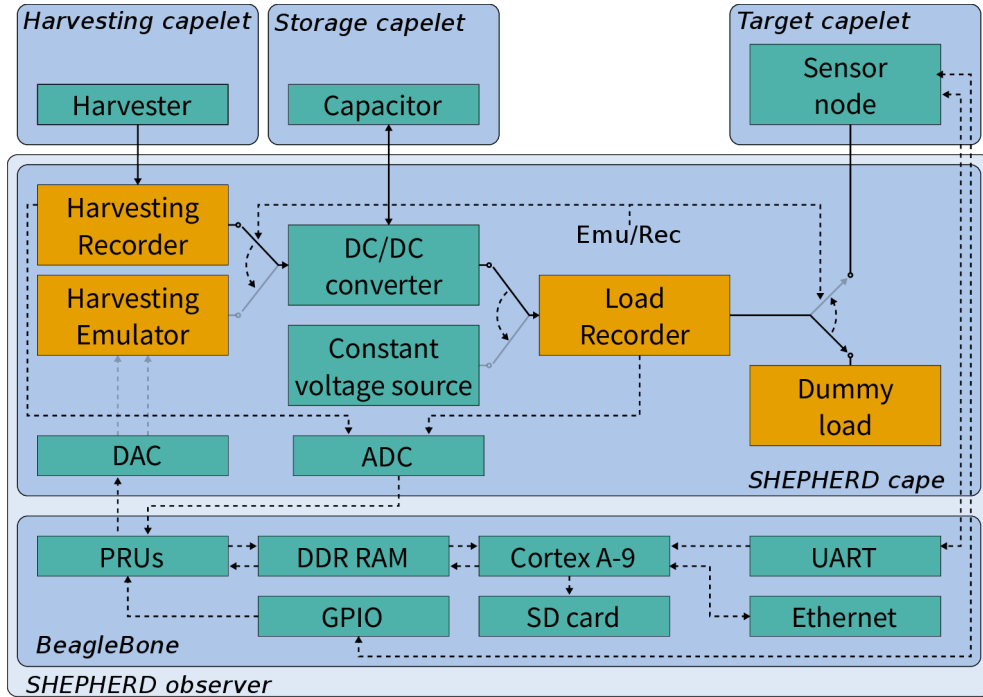 Harvesting capelet
Storage capelet
Target capelet
Harvester
Capacitor
Sensor
node
Harvesting
Recorder
Emu/Rec
DC/DC
converter
Harvesting
Emulator
Load
Recorder
Constant
voltage source
Dummy
load
DAC
ADC
SHEPHERD cape
PRUs
DDR RAM
Cortex A-9
UART
GPIO
SD card
Ethernet
BeagleBone
SHEPHERD observer